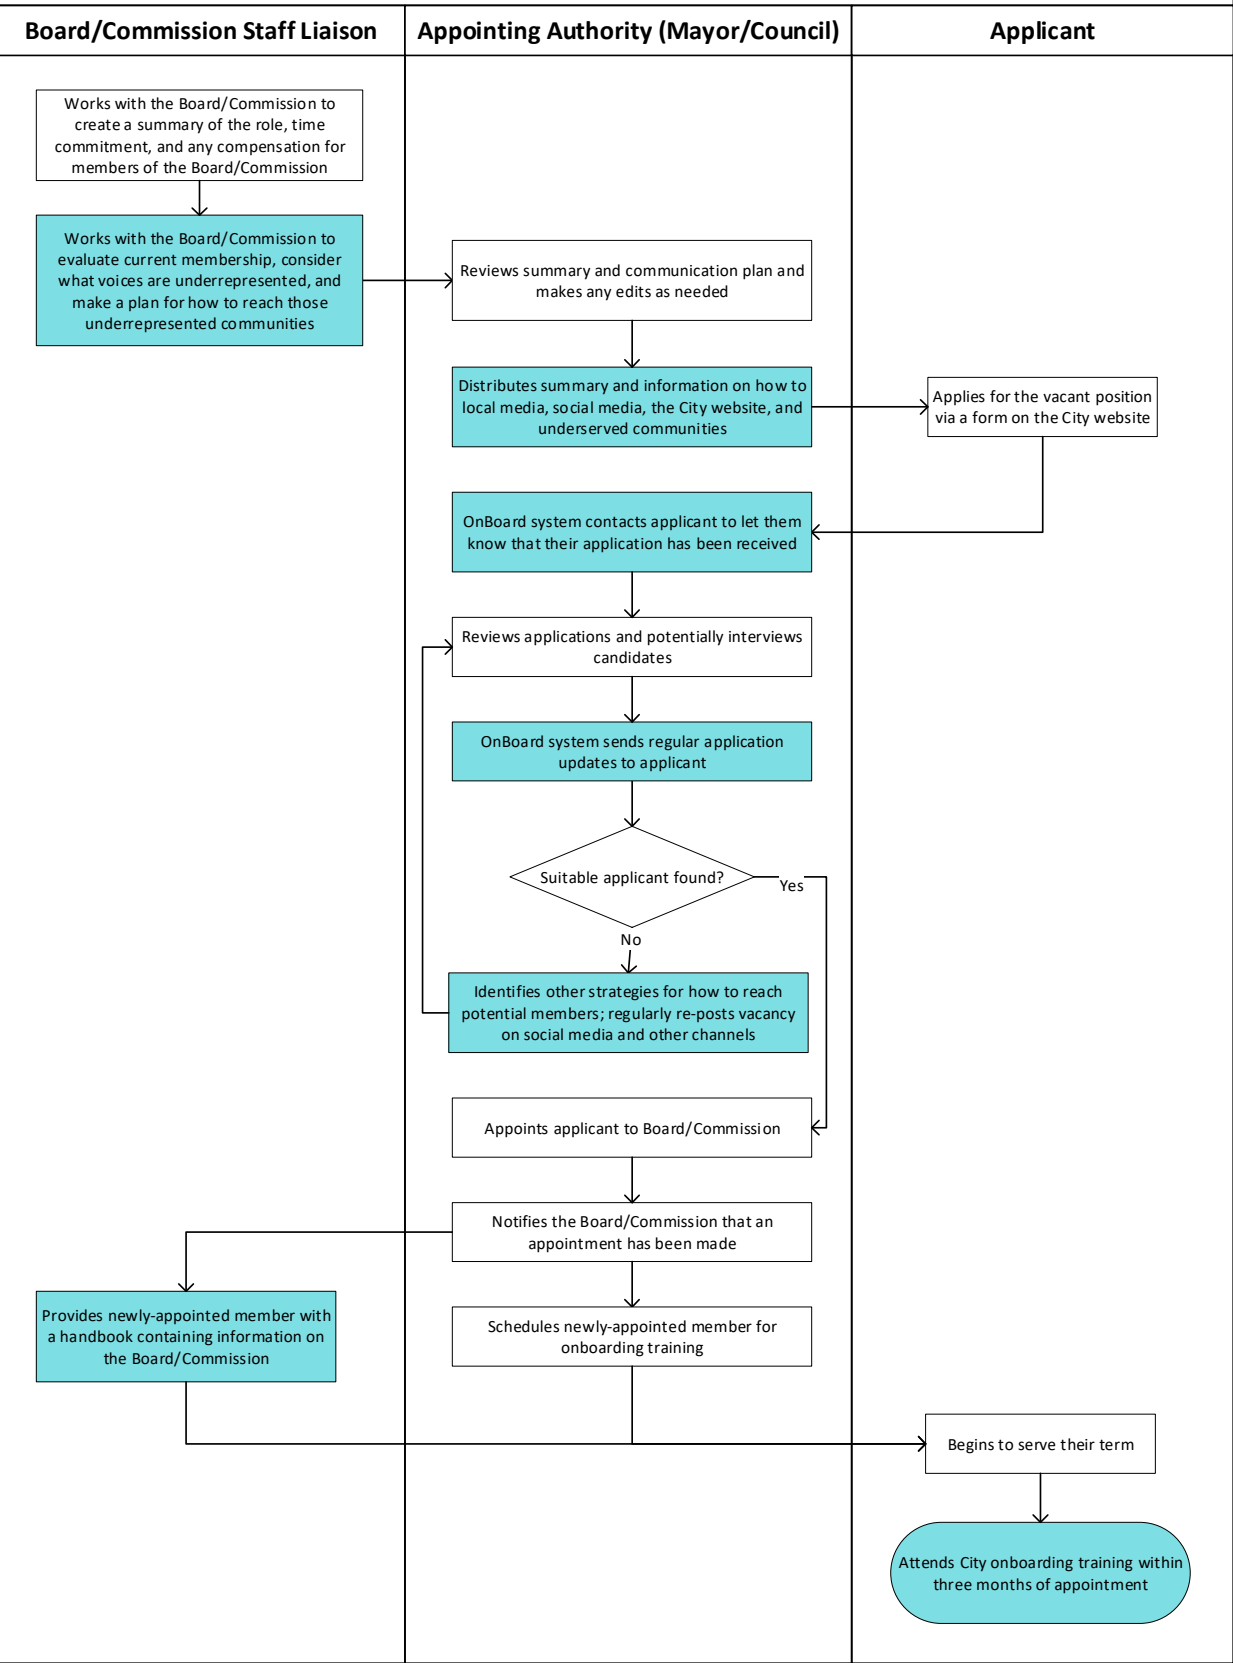 Board/Commission Staff Liaison
Appointing Authority (Mayor/Council)
Applicant
Works with the Board/Commission to
create a summary of the role, time
commitment, and any compensation for
members of the Board/Commission
Works with the Board/Commission to
evaluate current membership, consider
what voices are underrepresented, and
make a plan for how to reach those
underrepresented communities
Reviews summary and communication plan and
makes any edits as needed
Distributes summary and information on how to
local media, social media, the City website, and
underserved communities
Applies for the vacant position
via a form on the City website
OnBoard system contacts applicant to let them
know that their application has been received
Reviews applications and potentially interviews
candidates
OnBoard system sends regular application
updates to applicant
Suitable applicant found?
Yes
No
Identifies other strategies for how to reach
potential members; regularly re-posts vacancy
on social media and other channels
Appoints applicant to Board/Commission
Notifies the Board/Commission that an
appointment has been made
Provides newly-appointed member with
a handbook containing information on
the Board/Commission
Schedules newly-appointed member for
onboarding training
Begins to serve their term
Attends City onboarding training within
three months of appointment